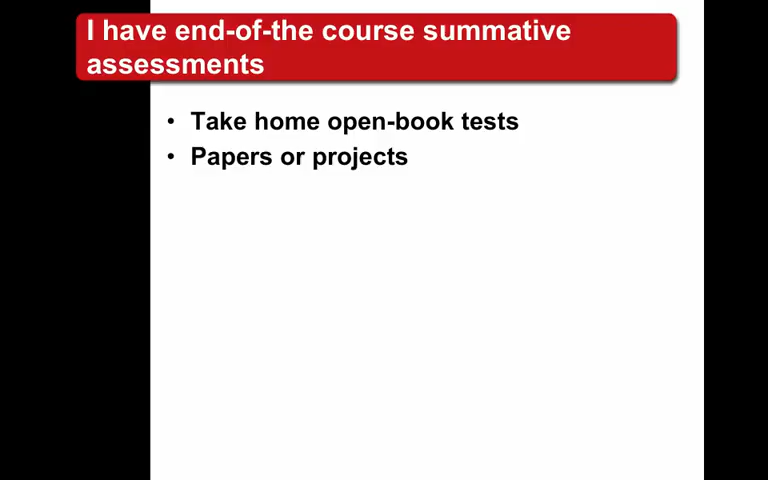 I have end-of-the course summative
assessments
• Take home open-book tests
• Papers or projects